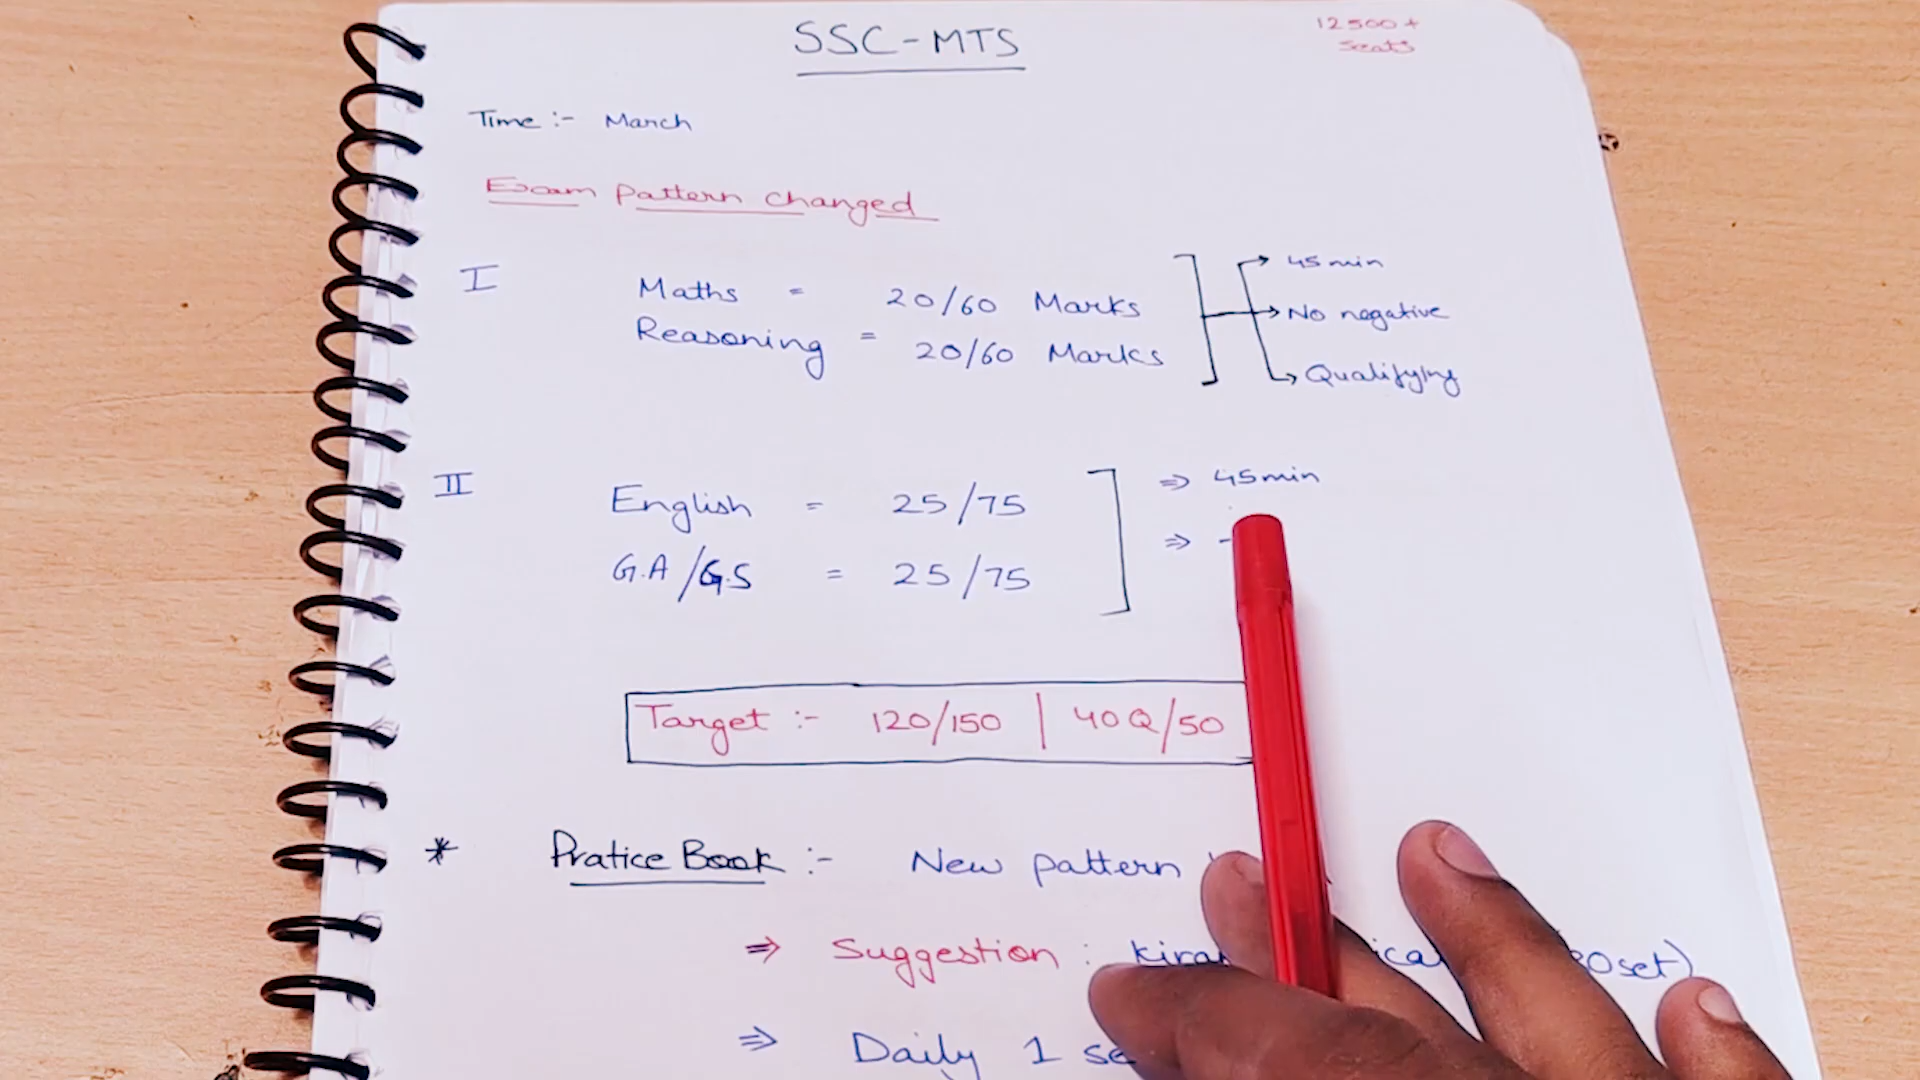 SSC-MTS
12500+
Seats
Time :- March
Exam pattern changed
I
Maths = 20/60 Marks
Reasoning = 20/60 Marks
45 min
No negative
Qualifying
II
English = 25/75
G.A/G.S = 25/75
⇒ 45min
⇒ -
Target :- 120/150 | 40Q/50
* Pratice Book :- New pattern
⇒ Suggestion : set)
⇒ Daily 1